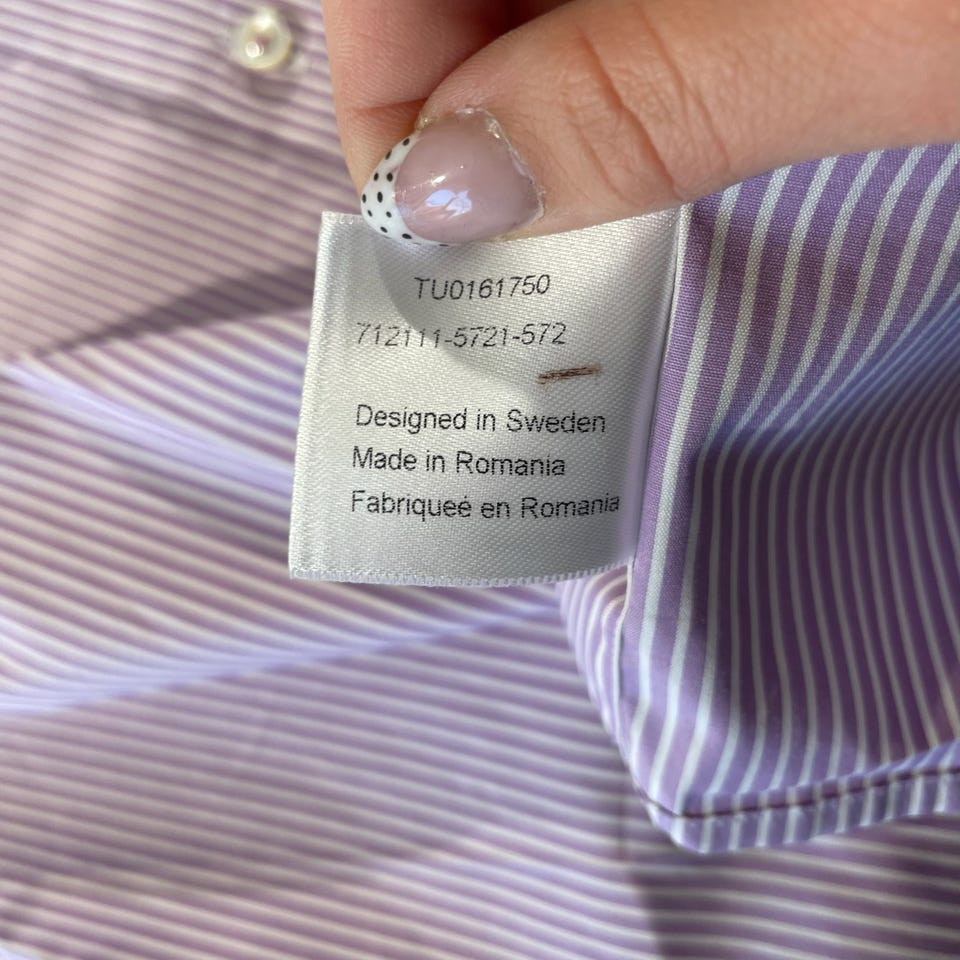 TU0161750
712111-5721-572
Designed in Sweden
Made in Romania
Fabriqueé en Romania